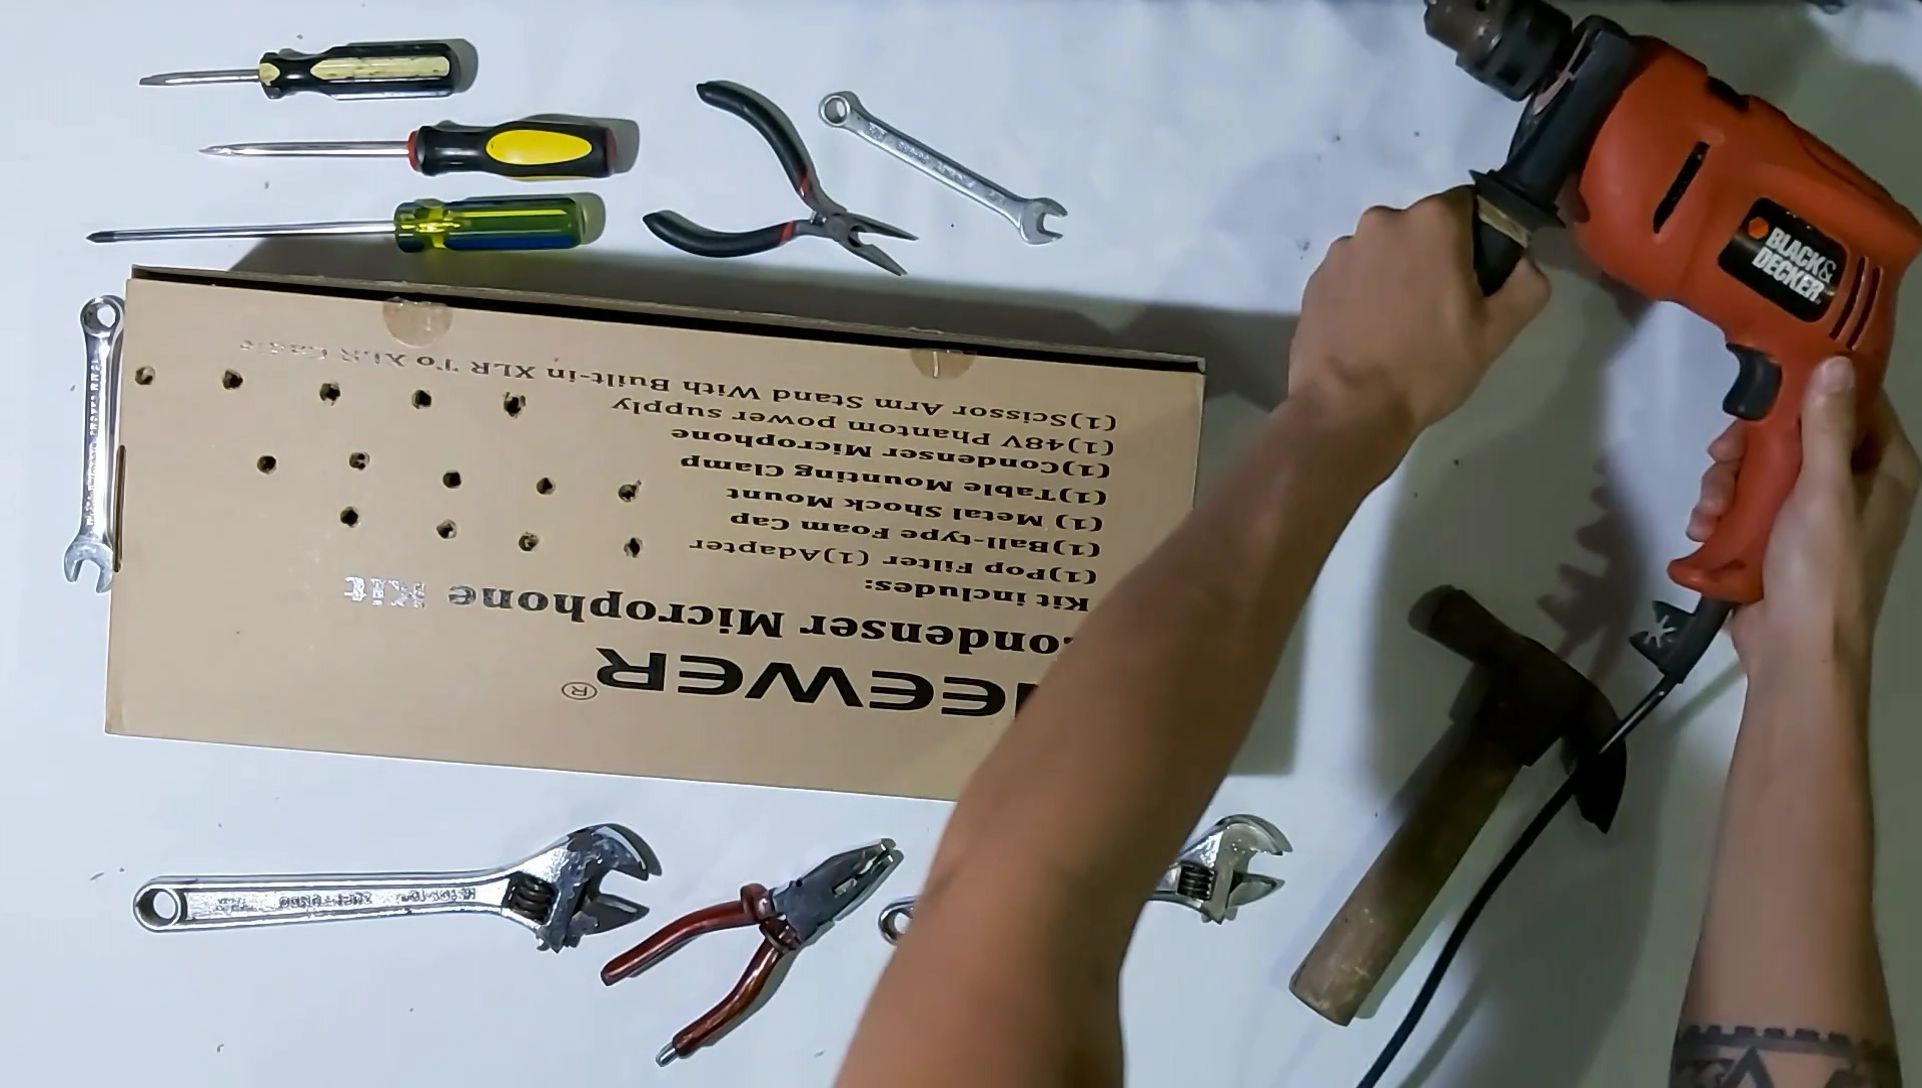 BLACK&
DECKER
NEEWER®
Condenser Microphone Kit
Kit includes:
(1)Pop Filter (1)Adapter
(1)Ball-type Foam Cap
(1) Metal Shock Mount
(1)Table Mounting Clamp
(1)Condenser Microphone
(1)48V Phantom power supply
(1)Scissor Arm Stand With Built-in XLR To XLR Cable